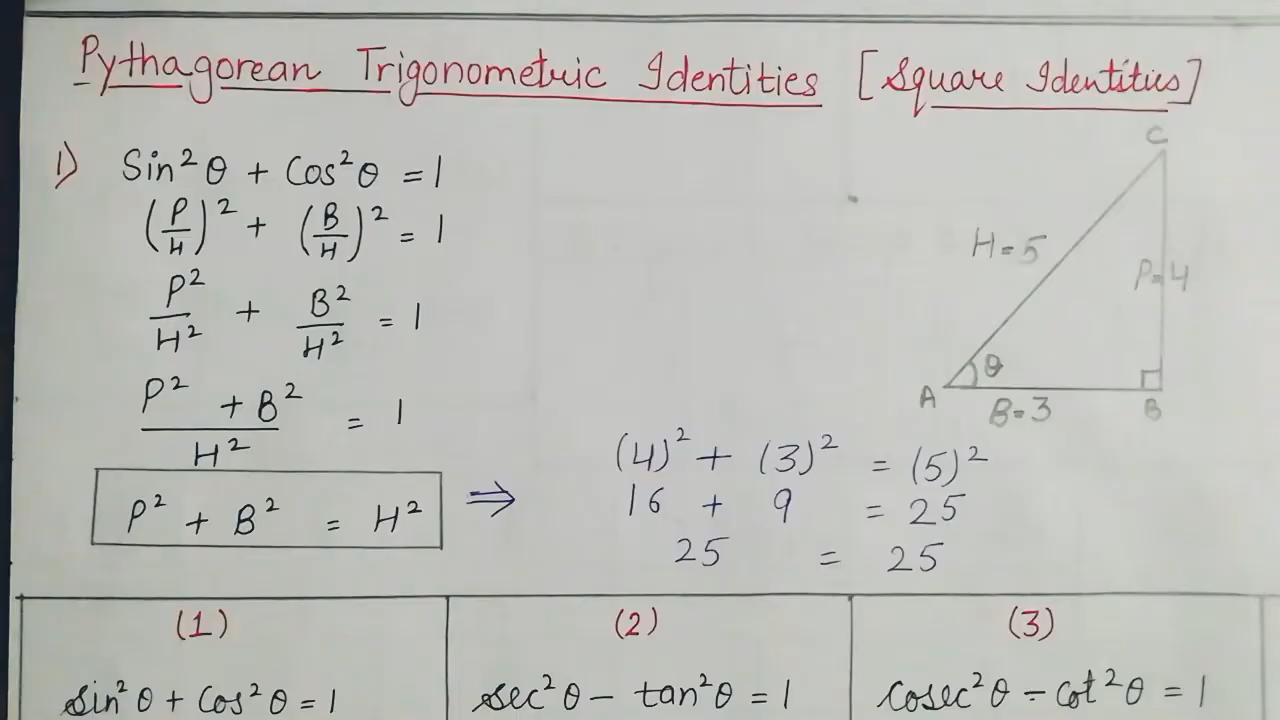 Pythagorean Trigonometric Identities [Square Identities]
1) Sin²θ + Cos²θ = 1
(P/H)² + (B/H)² = 1
P²/H² + B²/H² = 1
P² + B²/H² = 1
P² + B² = H² ⇒
C
H=5
P=4
θ
A
B=3
B
(4)² + (3)² = (5)²
16 + 9 = 25
25 = 25
(1)
sin²θ + cos²θ = 1
(2)
sec²θ − tan²θ = 1
(3)
cosec²θ − cot²θ = 1